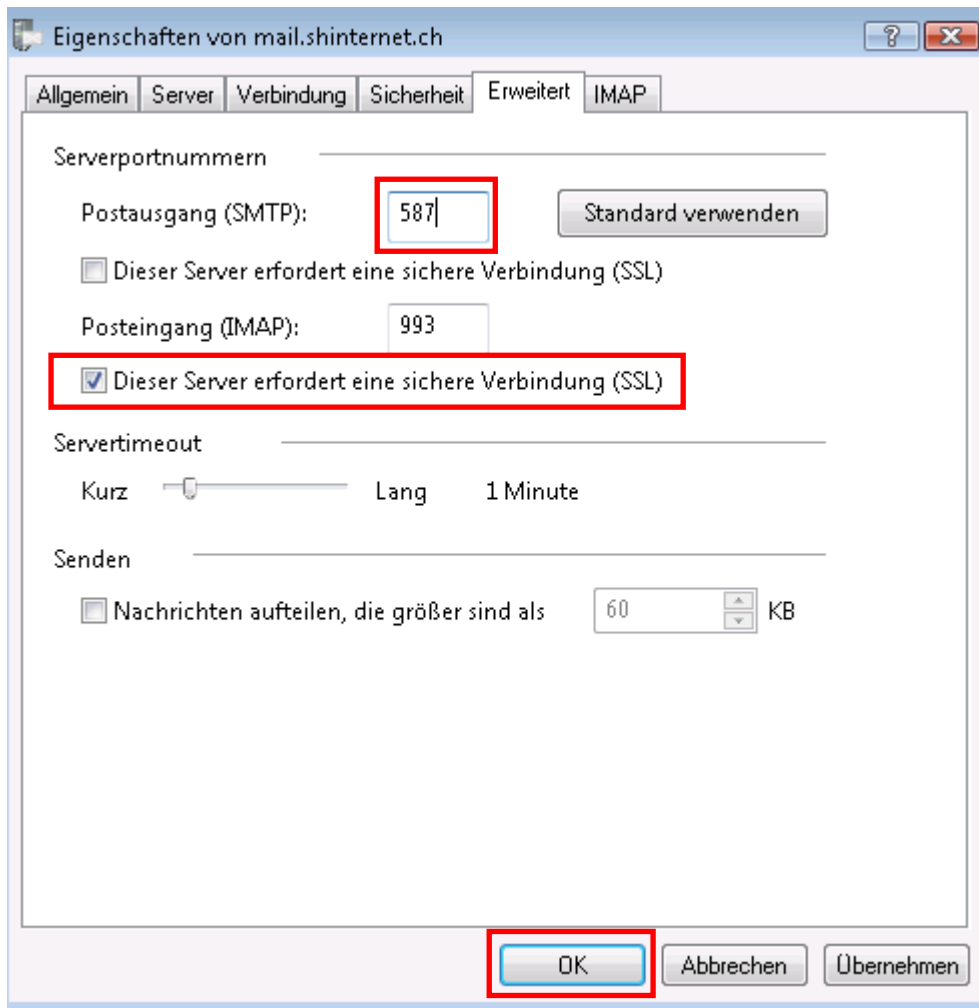 Eigenschaften von mail.shinternet.ch
?
Allgemein Server Verbindung Sicherheit Erweitert IMAP
Serverportnummern
Postausgang (SMTP): 587 Standard verwenden
Dieser Server erfordert eine sichere Verbindung (SSL)
Posteingang (IMAP): 993
Dieser Server erfordert eine sichere Verbindung (SSL)
Servertimeout
Kurz Lang 1 Minute
Senden
Nachrichten aufteilen, die größer sind als 60 KB
OK Abbrechen Übernehmen